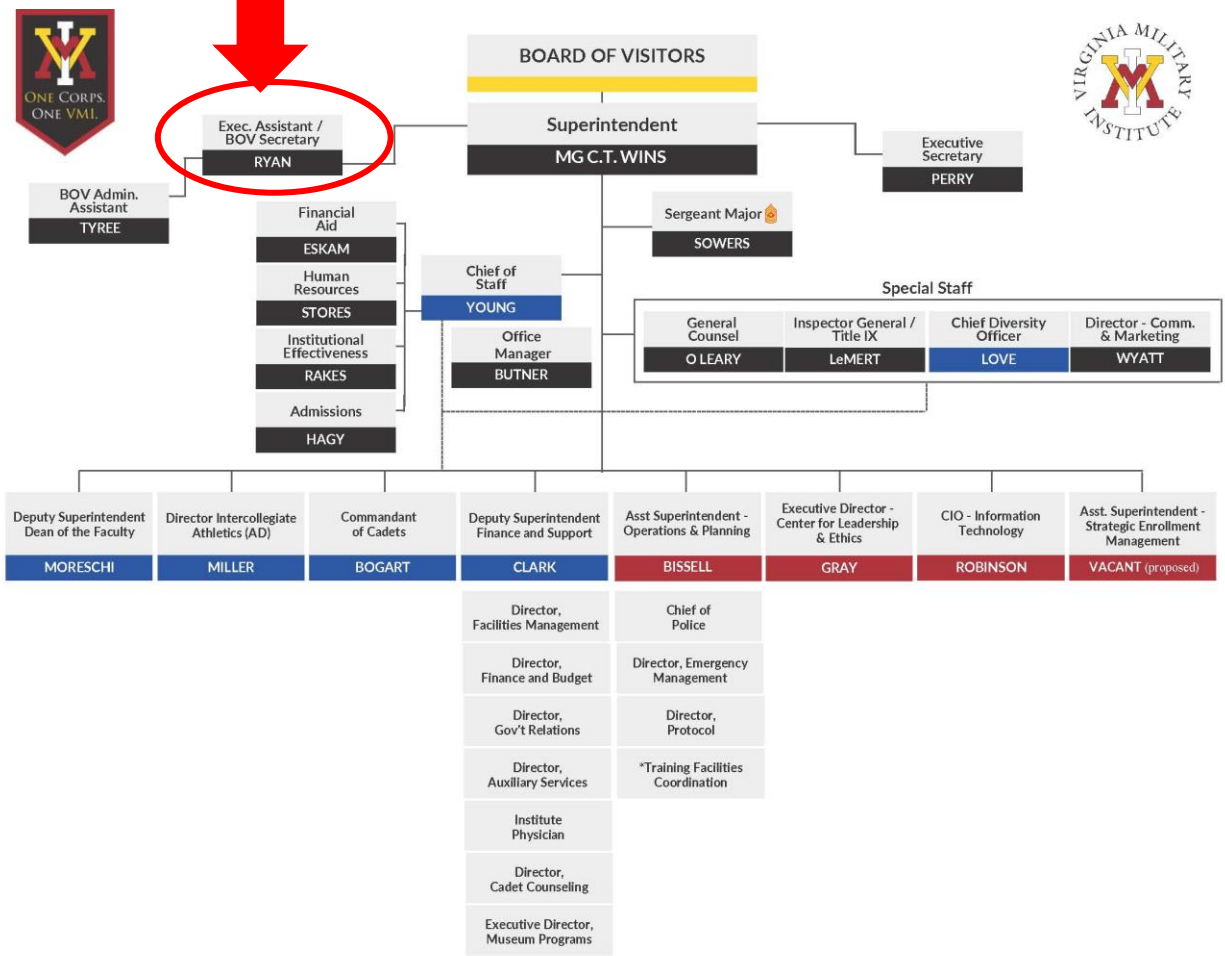 ONE CORPS.
ONE VMI.
VIRGINIA MILITARY
INSTITUTE
BOARD OF VISITORS
Superintendent
MG C.T. WINS
Exec. Assistant /
BOV Secretary
RYAN
BOV Admin.
Assistant
TYREE
Executive
Secretary
PERRY
Sergeant Major
SOWERS
Financial
Aid
ESKAM
Human
Resources
STORES
Institutional
Effectiveness
RAKES
Admissions
HAGY
Chief of
Staff
YOUNG
Office
Manager
BUTNER
Special Staff
General
Counsel
O LEARY
Inspector General /
Title IX
LeMERT
Chief Diversity
Officer
LOVE
Director - Comm.
& Marketing
WYATT
Deputy Superintendent
Dean of the Faculty
MORESCHI
Director Intercollegiate
Athletics (AD)
MILLER
Commandant
of Cadets
BOGART
Deputy Superintendent
Finance and Support
CLARK
Asst Superintendent -
Operations & Planning
BISSELL
Executive Director -
Center for Leadership
& Ethics
GRAY
CIO - Information
Technology
ROBINSON
Asst. Superintendent -
Strategic Enrollment
Management
VACANT (proposed)
Director,
Facilities Management
Director,
Finance and Budget
Director,
Gov't Relations
Director,
Auxiliary Services
Institute
Physician
Director,
Cadet Counseling
Executive Director,
Museum Programs
Chief of
Police
Director, Emergency
Management
Director,
Protocol
*Training Facilities
Coordination